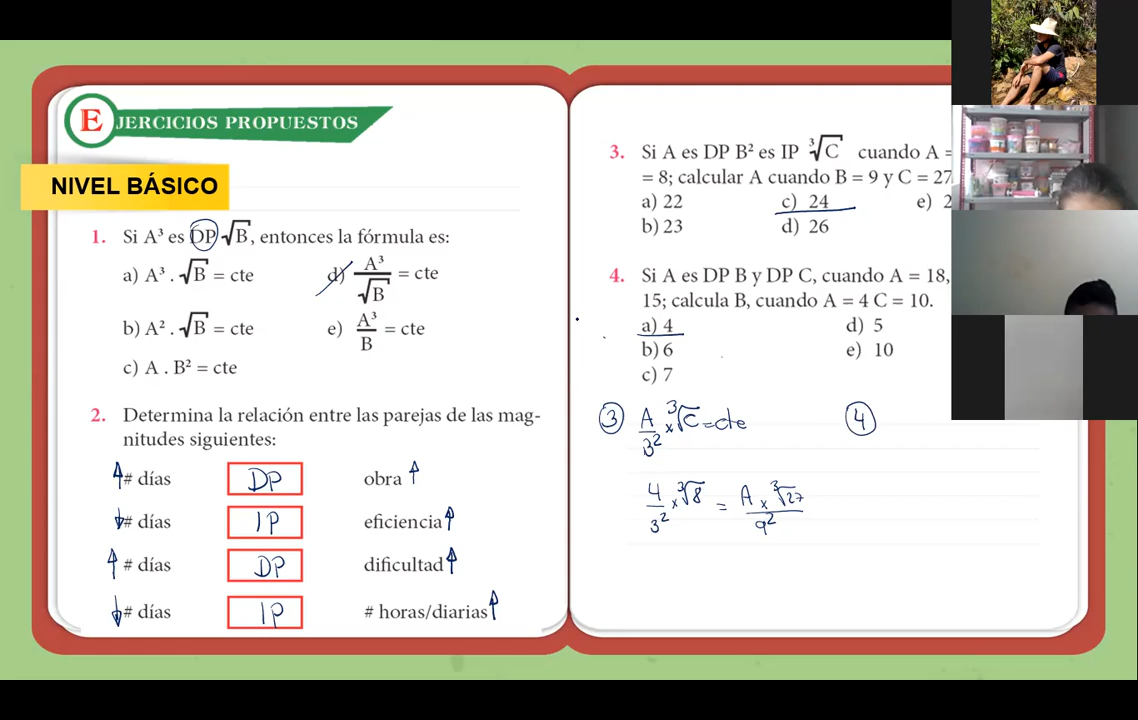 EJERCICIOS PROPUESTOS
NIVEL BÁSICO
1. Si A³ es DP √B, entonces la fórmula es:
a) A³ . √B = cte
d) A³/√B = cte
b) A² . √B = cte
e) A³/B = cte
c) A . B² = cte
2. Determina la relación entre las parejas de las mag-
nitudes siguientes:
# días DP obra
# días IP eficiencia
# días DP dificultad
# días IP # horas/diarias
3. Si A es DP B² es IP ∛C cuando A =
= 8; calcular A cuando B = 9 y C = 27
a) 22 c) 24 e) 2
b) 23 d) 26
4. Si A es DP B y DP C, cuando A = 18,
15; calcula B, cuando A = 4 C = 10.
a) 4 d) 5
b) 6 e) 10
c) 7
③ A/3² × ∛C = cte ④
4/3² × ∛8 = A × ∛27/9²